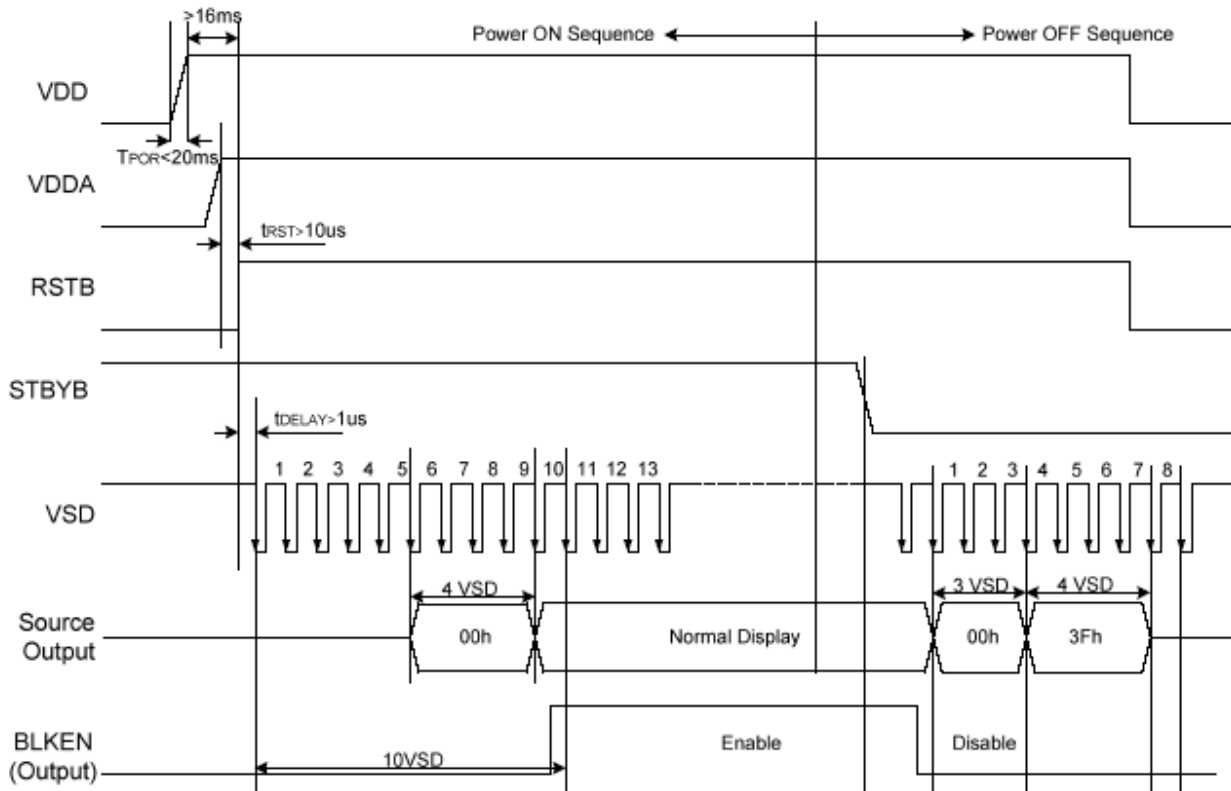 >16ms
Power ON Sequence
Power OFF Sequence
VDD
TPOR<20ms
VDDA
tRST>10us
RSTB
STBYB
tDELAY>1us
1 2 3 4 5 6 7 8 9 10 11 12 13
1 2 3 4 5 6 7 8
VSD
4 VSD
3 VSD
4 VSD
Source
Output
00h
Normal Display
00h
3Fh
BLKEN
(Output)
10VSD
Enable
Disable